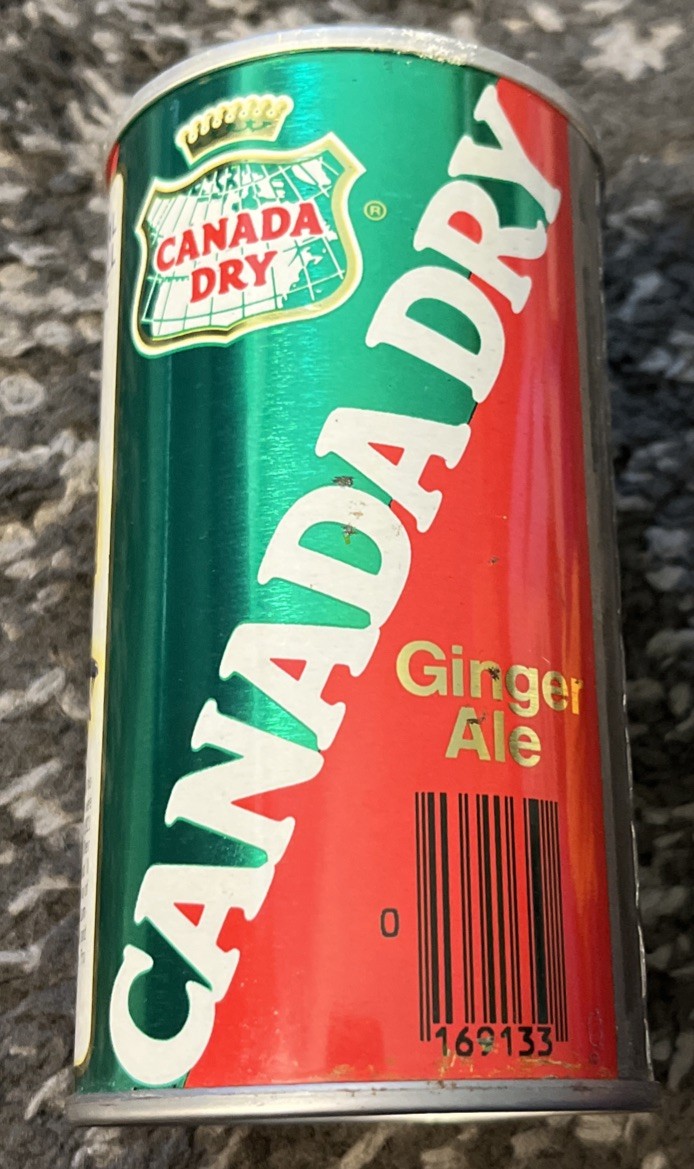 CANADA
DRY
®
CANADA DRY
Ginger
Ale
0
169133